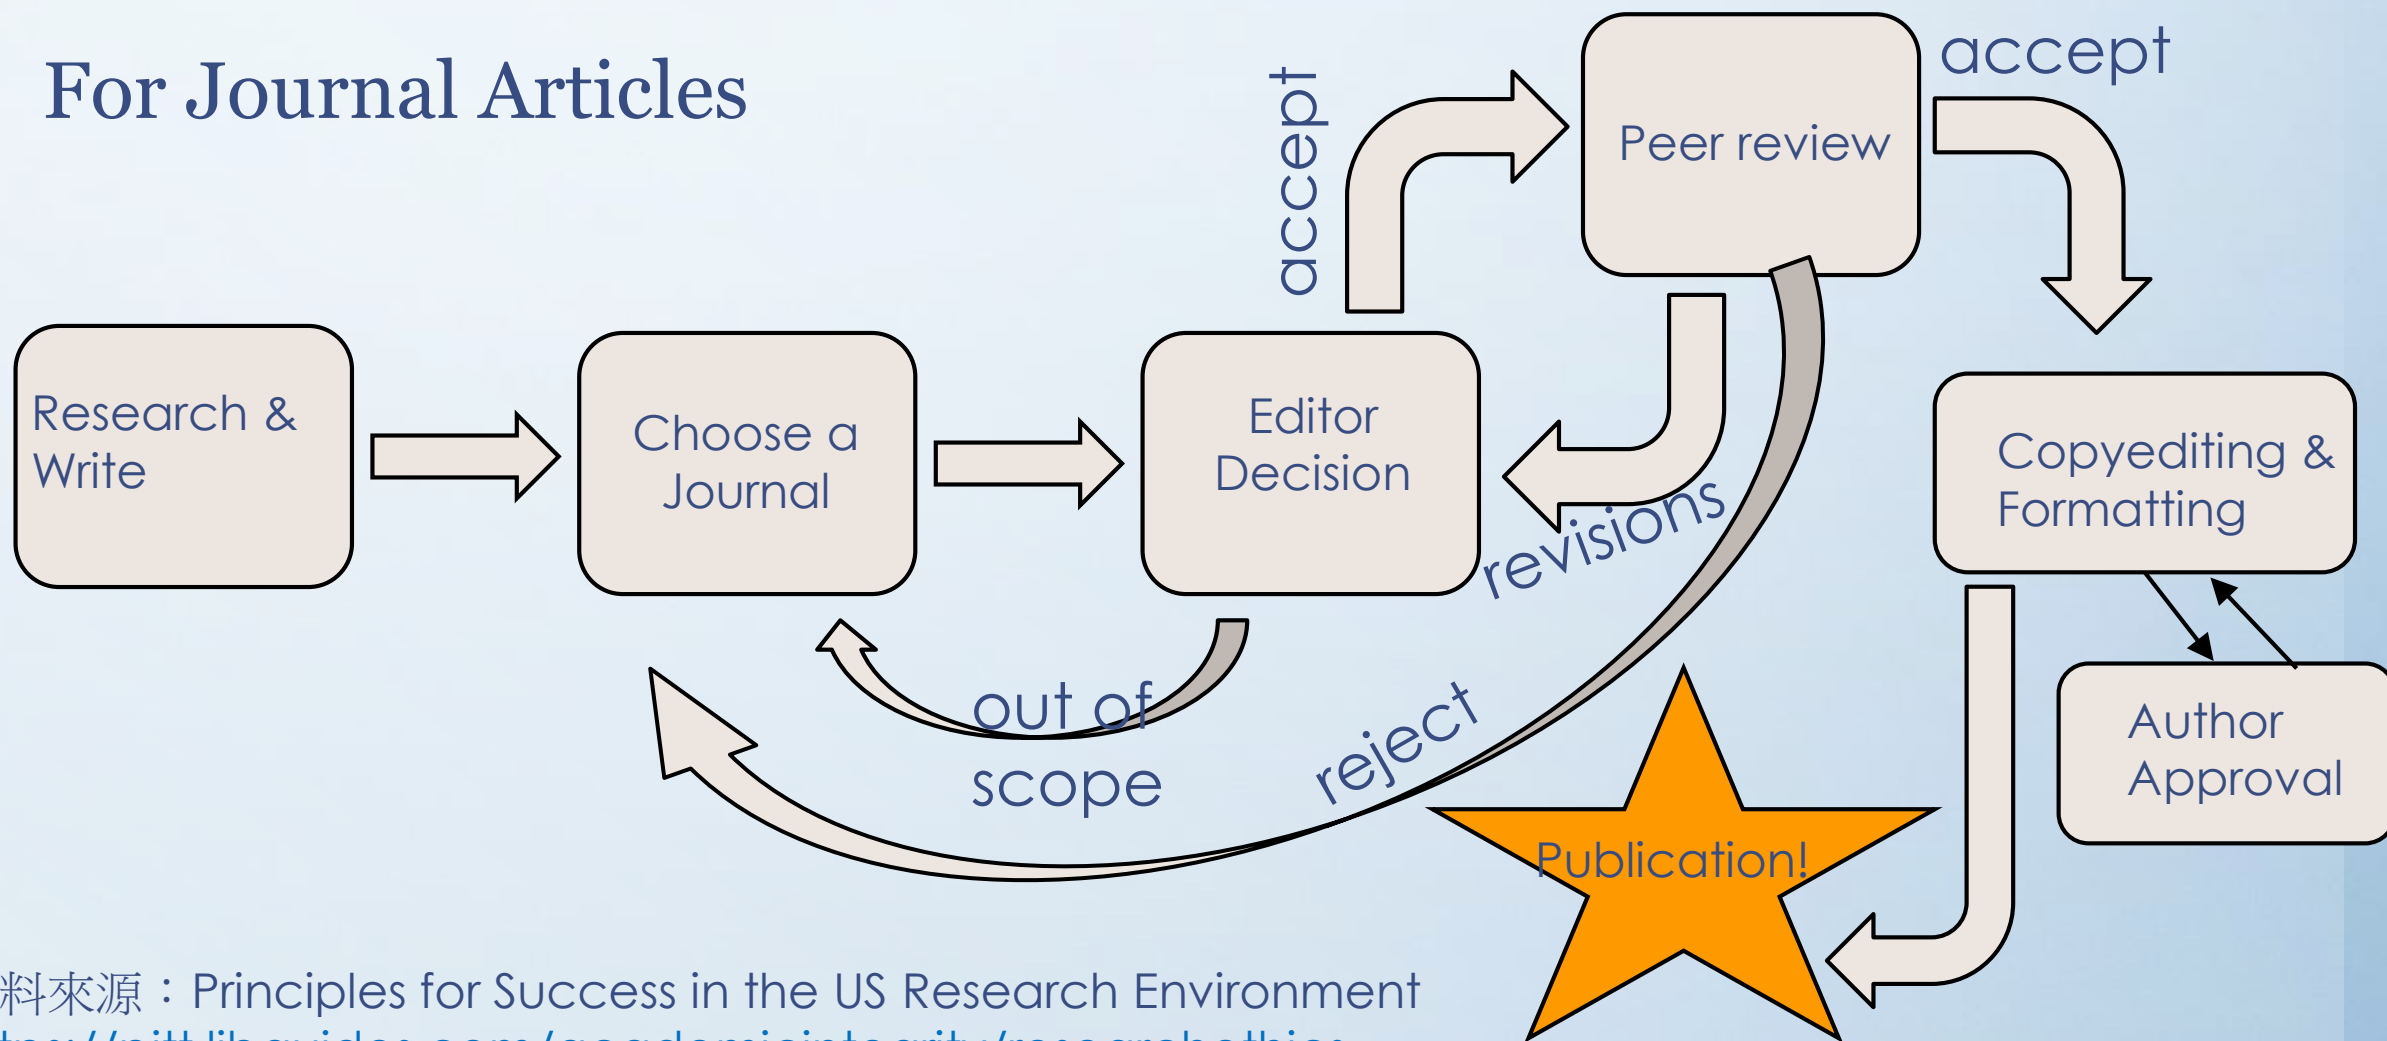 For Journal Articles
accept
Peer review
accept
Research &
Write
Choose a
Journal
Editor
Decision
revisions
Copyediting &
Formatting
out of
scope
reject
Author
Approval
Publication!
料來源：Principles for Success in the US Research Environment